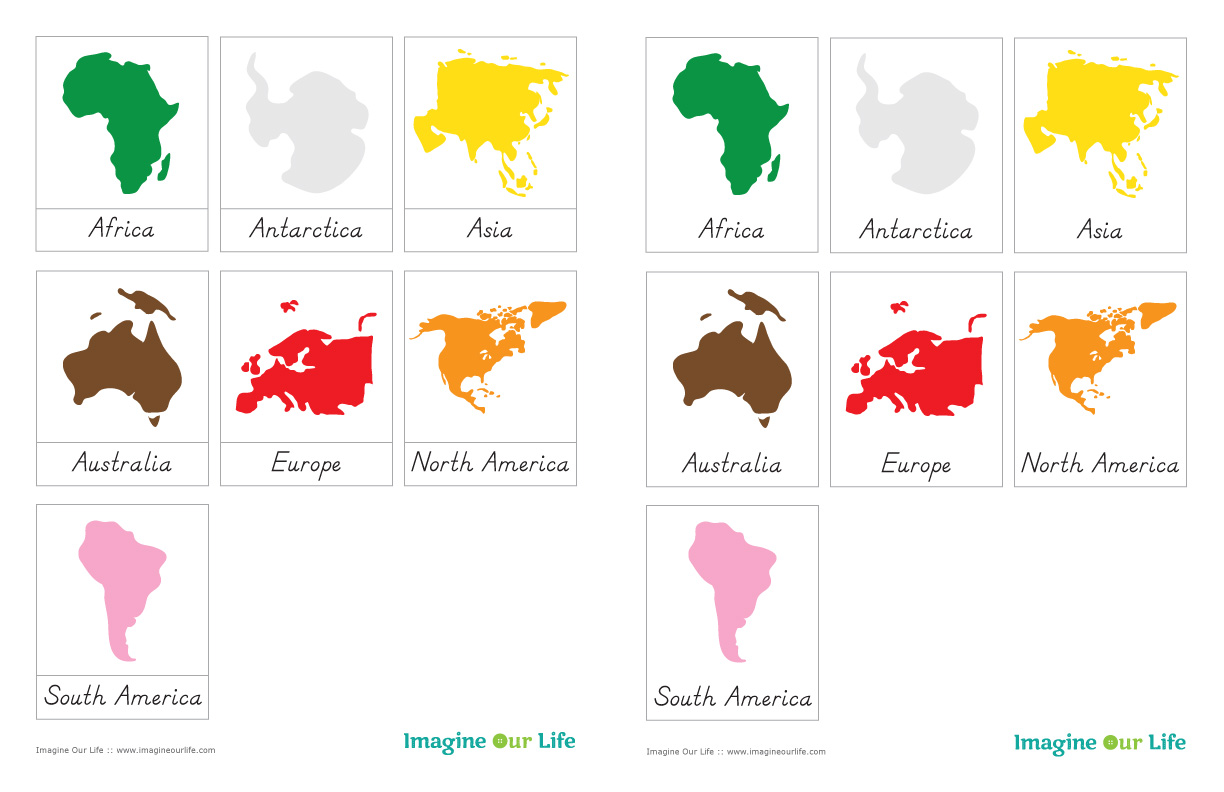 Africa
Antarctica
Asia
Australia
Europe
North America
South America
Imagine Our Life :: www.imagineourlife.com
Imagine Our Life
Africa
Antarctica
Asia
Australia
Europe
North America
South America
Imagine Our Life :: www.imagineourlife.com
Imagine Our Life